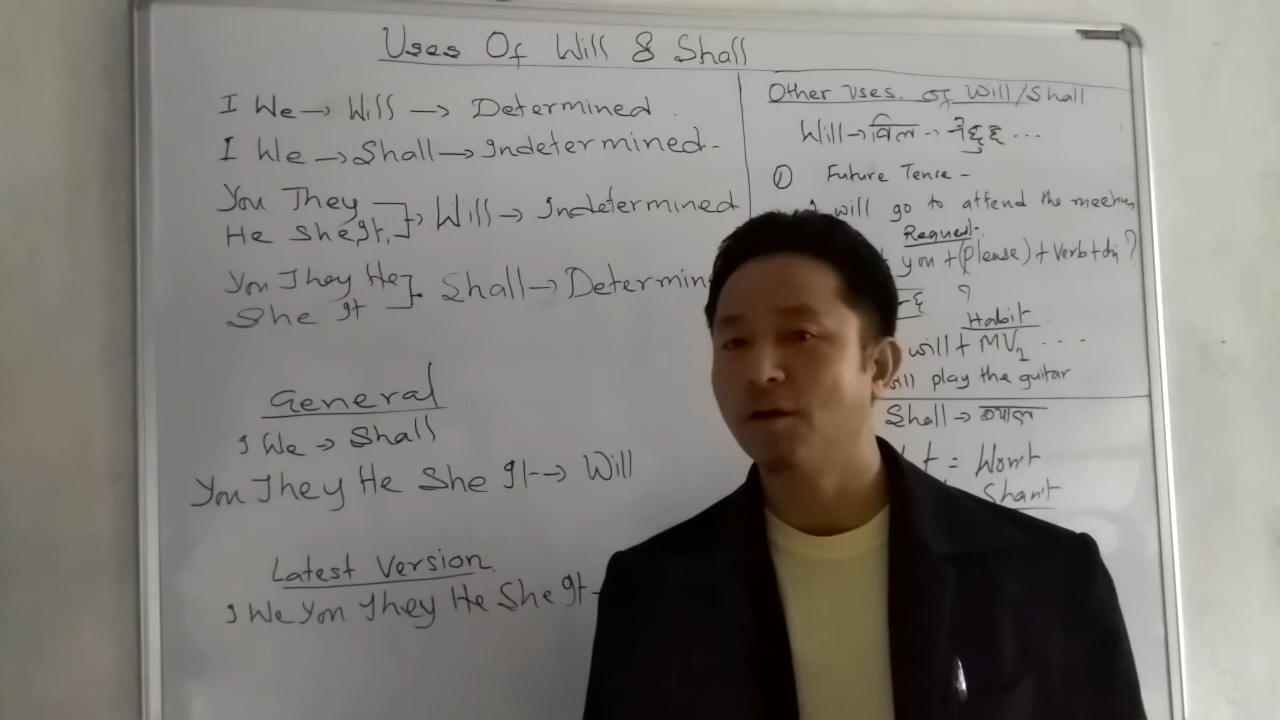 Uses Of Will & Shall
I We → Will → Determined.
I We → Shall → Indetermined-
You They
He She It, ]→ Will → Indetermined
You They He
She It ]- Shall → Determin
General
I We → Shall
You They He She It → Will
Latest Version
I We You They He She It -
Other uses. of Will/Shall
Will → विल
① Future Tence -
I will go to attend the meeting
Request-
you + (please) + verb +
?
Habit
will + MV1 ...
play the guitar
Shall →
t = Won't
Shan't